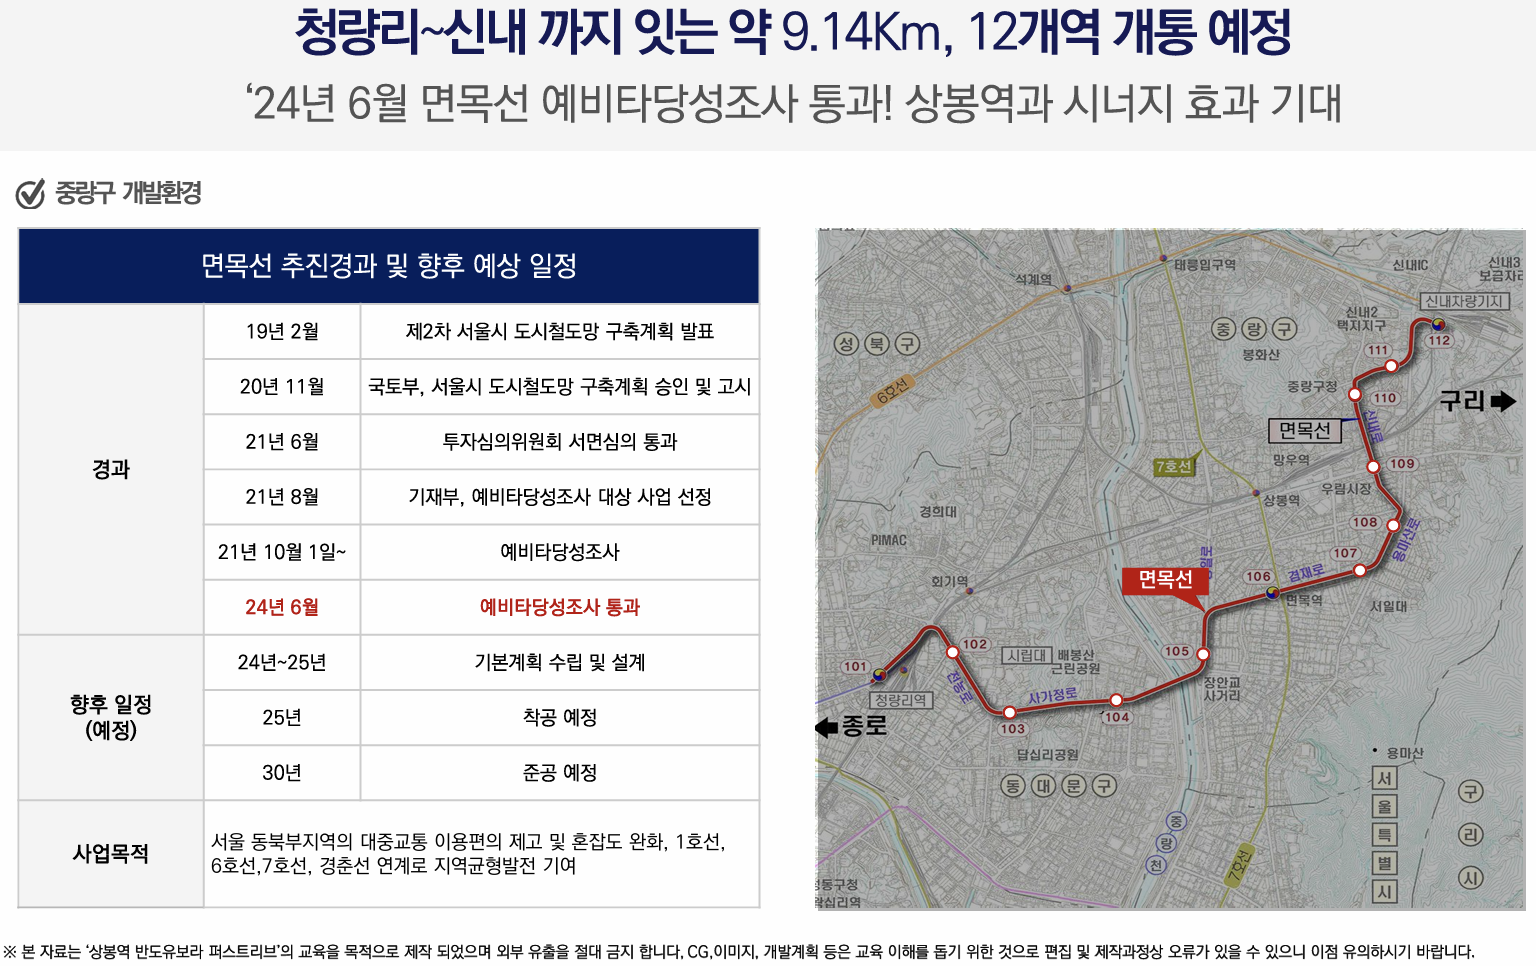 청량리~신내 까지 잇는 약 9.14Km, 12개역 개통 예정
‘24년 6월 면목선 예비타당성조사 통과! 상봉역과 시너지 효과 기대
중랑구 개발환경
면목선 추진경과 및 향후 예상 일정
경과
19년 2월 제2차 서울시 도시철도망 구축계획 발표
20년 11월 국토부, 서울시 도시철도망 구축계획 승인 및 고시
21년 6월 투자심의위원회 서면심의 통과
21년 8월 기재부, 예비타당성조사 대상 사업 선정
21년 10월 1일~ 예비타당성조사
24년 6월 예비타당성조사 통과
향후 일정
(예정)
24년~25년 기본계획 수립 및 설계
25년 착공 예정
30년 준공 예정
사업목적
서울 동북부지역의 대중교통 이용편의 제고 및 혼잡도 완화, 1호선,
6호선,7호선, 경춘선 연계로 지역균형발전 기여
석계역
태릉입구역
신내IC
신내3
신내차량기지
성북구
중랑구
봉화산
신내2
택지지구
112
111
6호선
중랑구청
110
구리
면목선
신내로
7호선
망우역
109
상봉역
우림시장
경희대
108
용마산로
PIMAC
107
회기역
면목선
106
겸재로
면목역
서일대
101
102
시립대
배봉산
근린공원
105
청량리역
전농로
사가정로
장안교
사거리
종로
103
104
답십리공원
용마산
동대문구
서울특별시
구리시
중랑천
7호선
※ 본 자료는 ‘상봉역 반도유보라 퍼스트리브’의 교육을 목적으로 제작 되었으며 외부 유출을 절대 금지 합니다, CG,이미지, 개발계획 등은 교육 이해를 돕기 위한 것으로 편집 및 제작과정상 오류가 있을 수 있으니 이점 유의하시기 바랍니다.